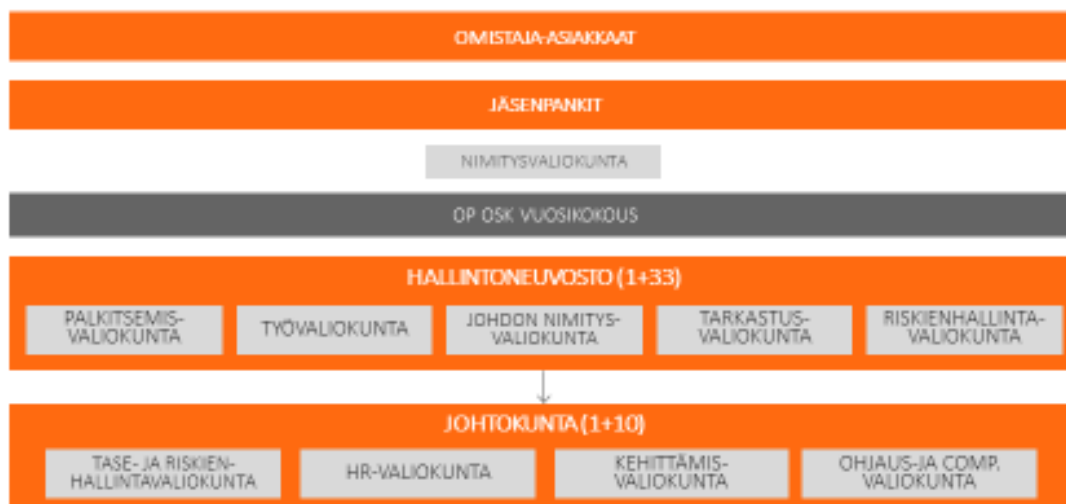 OMISTAJA-ASIAKKAAT
JÄSENPANKIT
NIMITYSVALIOKUNTA
OP OSK VUOSIKOKOUS
HALLINTONEUVOSTO (1+33)
PALKITSEMIS-
VALIOKUNTA
TYÖVALIOKUNTA
JOHDON NIMITYS-
VALIOKUNTA
TARKASTUS-
VALIOKUNTA
RISKIENHALLINTA-
VALIOKUNTA
JOHTOKUNTA (1+10)
TASE- JA RISKIEN-
HALLINTAVALIOKUNTA
HR-VALIOKUNTA
KEHITTÄMIS-
VALIOKUNTA
OHJAUS-JA COMP.
VALIOKUNTA